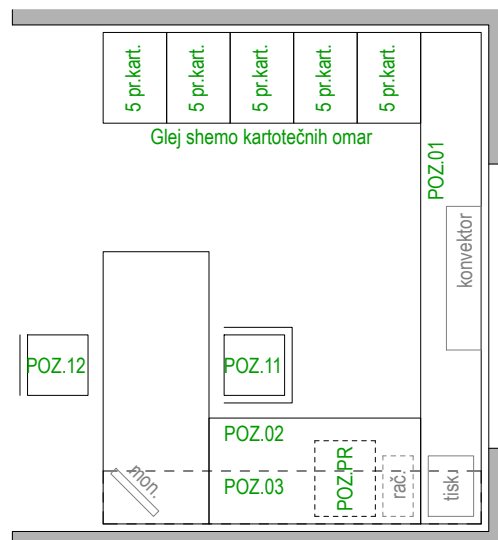 5 pr.kart.
5 pr.kart.
5 pr.kart.
5 pr.kart.
5 pr.kart.
Glej shemo kartotečnih omar
POZ.01
konvektor
POZ.12
POZ.11
POZ.02
POZ.03
POZ.PR
mon.
rač.
tisk.